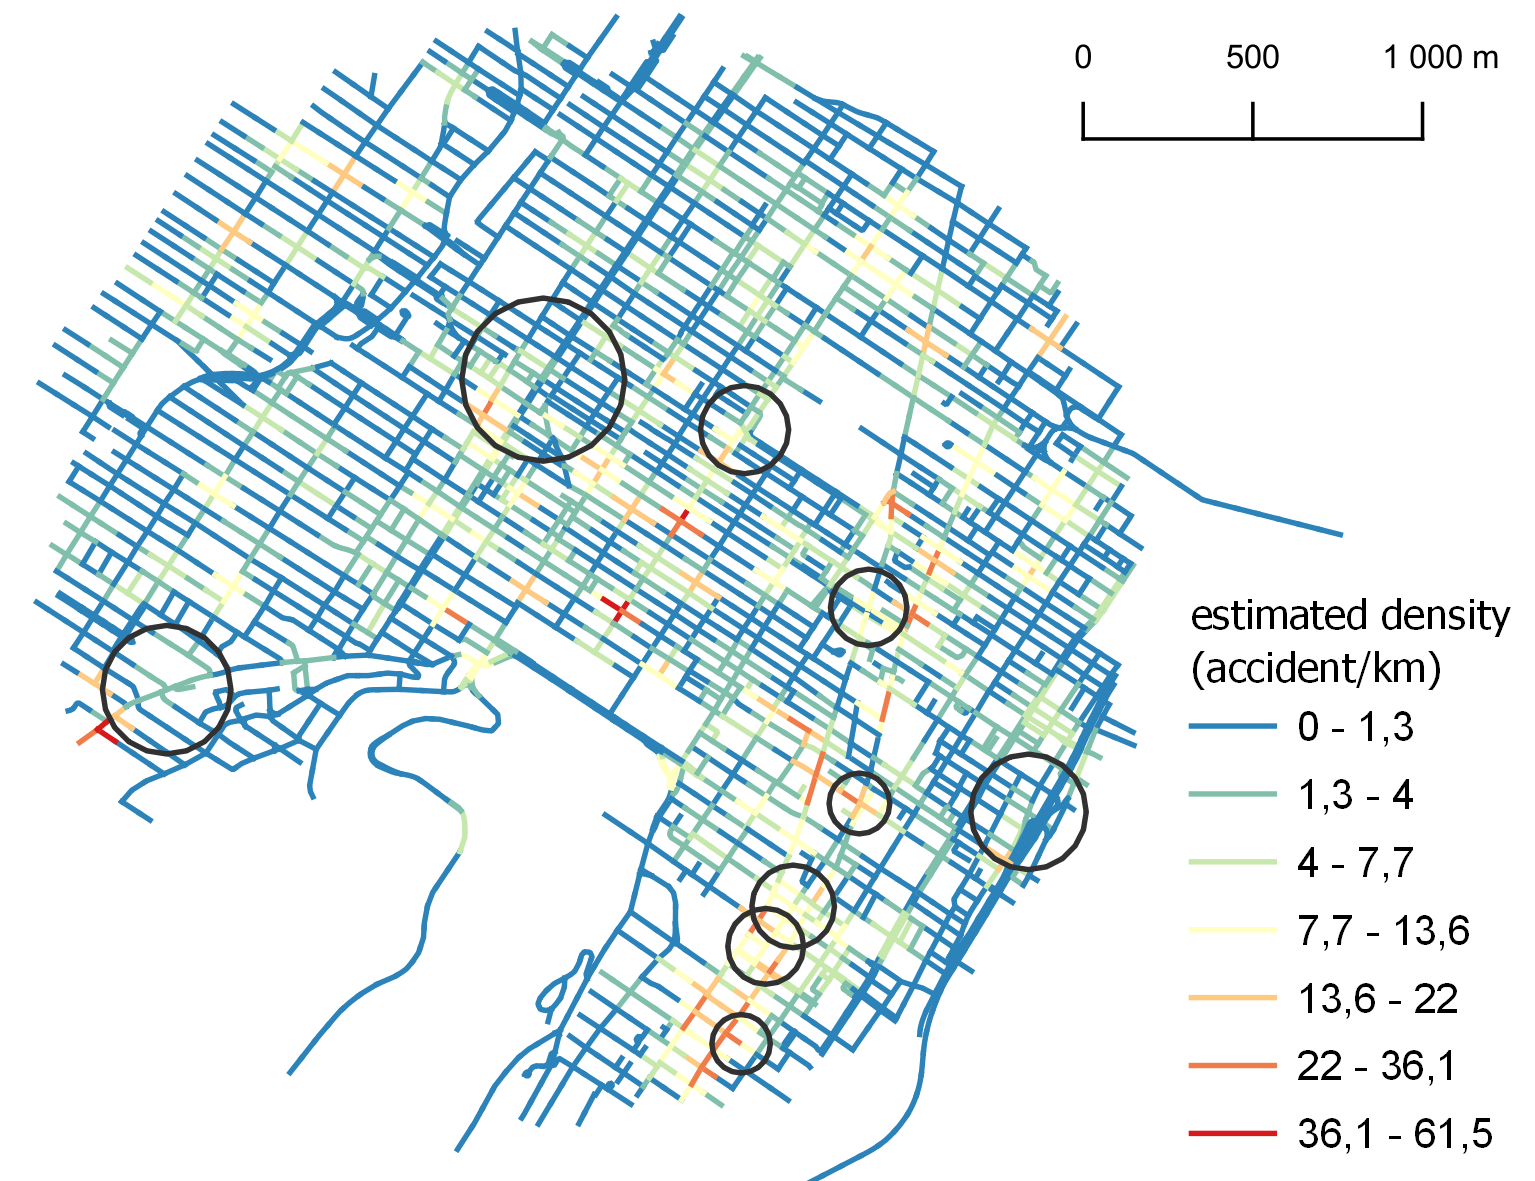 0 500 1 000 m
estimated density
(accident/km)
0 - 1,3
1,3 - 4
4 - 7,7
7,7 - 13,6
13,6 - 22
22 - 36,1
36,1 - 61,5